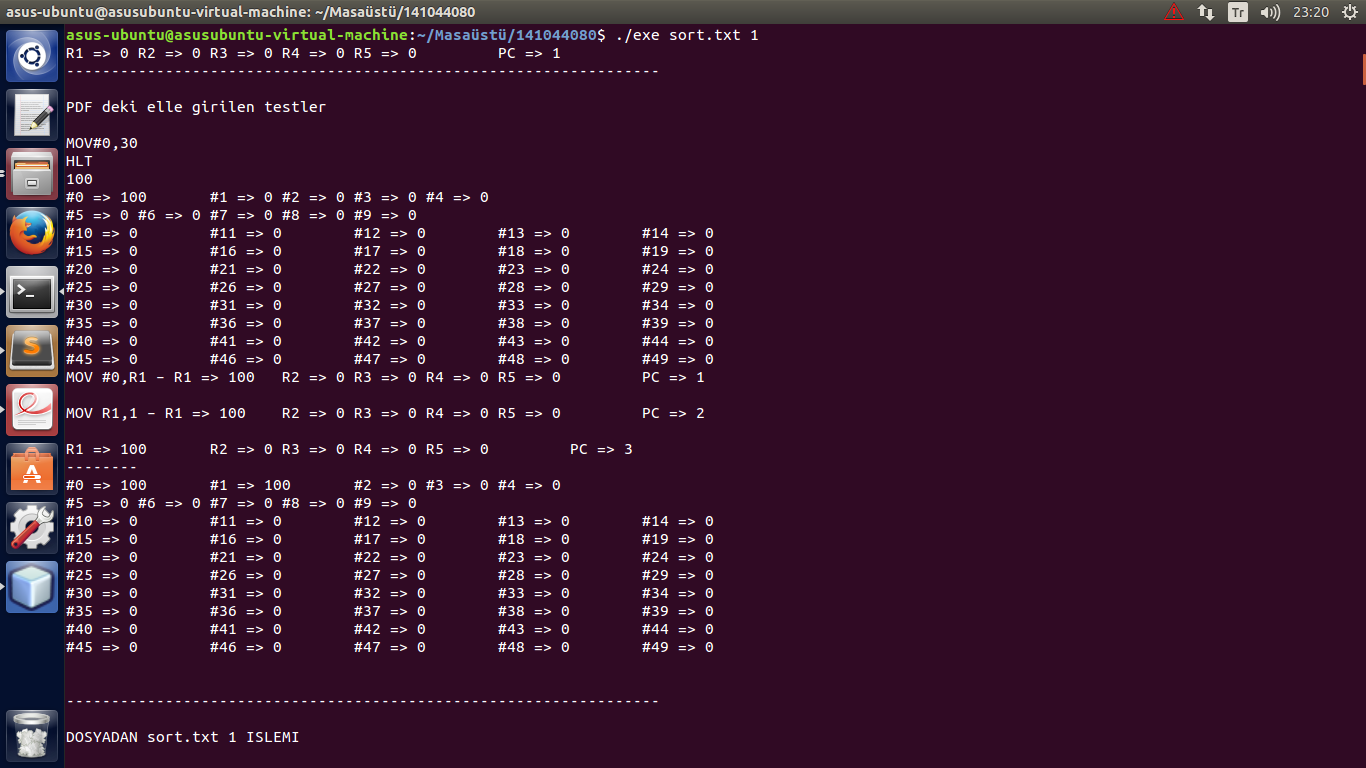 asus-ubuntu@asusubuntu-virtual-machine: ~/Masaüstü/141044080
Tr
23:20
asus-ubuntu@asusubuntu-virtual-machine:~/Masaüstü/141044080$ ./exe sort.txt 1
R1 => 0 R2 => 0 R3 => 0 R4 => 0 R5 => 0 PC => 1
------------------------------------------------------------------
PDF deki elle girilen testler
MOV#0,30
HLT
100
#0 => 100 #1 => 0 #2 => 0 #3 => 0 #4 => 0
#5 => 0 #6 => 0 #7 => 0 #8 => 0 #9 => 0
#10 => 0 #11 => 0 #12 => 0 #13 => 0 #14 => 0
#15 => 0 #16 => 0 #17 => 0 #18 => 0 #19 => 0
#20 => 0 #21 => 0 #22 => 0 #23 => 0 #24 => 0
#25 => 0 #26 => 0 #27 => 0 #28 => 0 #29 => 0
#30 => 0 #31 => 0 #32 => 0 #33 => 0 #34 => 0
#35 => 0 #36 => 0 #37 => 0 #38 => 0 #39 => 0
#40 => 0 #41 => 0 #42 => 0 #43 => 0 #44 => 0
#45 => 0 #46 => 0 #47 => 0 #48 => 0 #49 => 0
MOV #0,R1 - R1 => 100 R2 => 0 R3 => 0 R4 => 0 R5 => 0 PC => 1
MOV R1,1 - R1 => 100 R2 => 0 R3 => 0 R4 => 0 R5 => 0 PC => 2
R1 => 100 R2 => 0 R3 => 0 R4 => 0 R5 => 0 PC => 3
--------
#0 => 100 #1 => 100 #2 => 0 #3 => 0 #4 => 0
#5 => 0 #6 => 0 #7 => 0 #8 => 0 #9 => 0
#10 => 0 #11 => 0 #12 => 0 #13 => 0 #14 => 0
#15 => 0 #16 => 0 #17 => 0 #18 => 0 #19 => 0
#20 => 0 #21 => 0 #22 => 0 #23 => 0 #24 => 0
#25 => 0 #26 => 0 #27 => 0 #28 => 0 #29 => 0
#30 => 0 #31 => 0 #32 => 0 #33 => 0 #34 => 0
#35 => 0 #36 => 0 #37 => 0 #38 => 0 #39 => 0
#40 => 0 #41 => 0 #42 => 0 #43 => 0 #44 => 0
#45 => 0 #46 => 0 #47 => 0 #48 => 0 #49 => 0
------------------------------------------------------------------
DOSYADAN sort.txt 1 ISLEMI